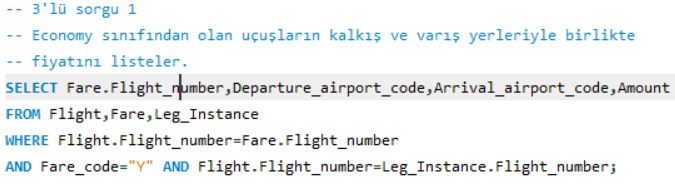 -- 3'lü sorgu 1
-- Economy sınıfından olan uçuşların kalkış ve varış yerleriyle birlikte
-- fiyatını listeler.
SELECT Fare.Flight_number,Departure_airport_code,Arrival_airport_code,Amount
FROM Flight,Fare,Leg_Instance
WHERE Flight.Flight_number=Fare.Flight_number
AND Fare_code="Y" AND Flight.Flight_number=Leg_Instance.Flight_number;